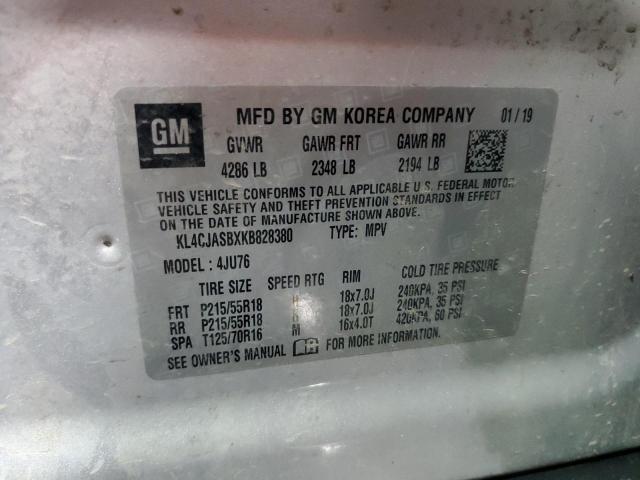 GM MFD BY GM KOREA COMPANY 01/19
GVWR GAWR FRT GAWR RR
4286 LB 2348 LB 2194 LB
THIS VEHICLE CONFORMS TO ALL APPLICABLE U.S. FEDERAL MOTOR
VEHICLE SAFETY AND THEFT PREVENTION STANDARDS IN EFFECT
ON THE DATE OF MANUFACTURE SHOWN ABOVE.
KL4CJASBXKB828380 TYPE: MPV
MODEL: 4JU76
TIRE SIZE SPEED RTG RIM COLD TIRE PRESSURE
FRT P215/55R18 H 18x7.0J 240KPA, 35 PSI
RR P215/55R18 H 18x7.0J 240KPA, 35 PSI
SPA T125/70R16 M 16x4.0T 420KPA, 60 PSI
SEE OWNER'S MANUAL FOR MORE INFORMATION.